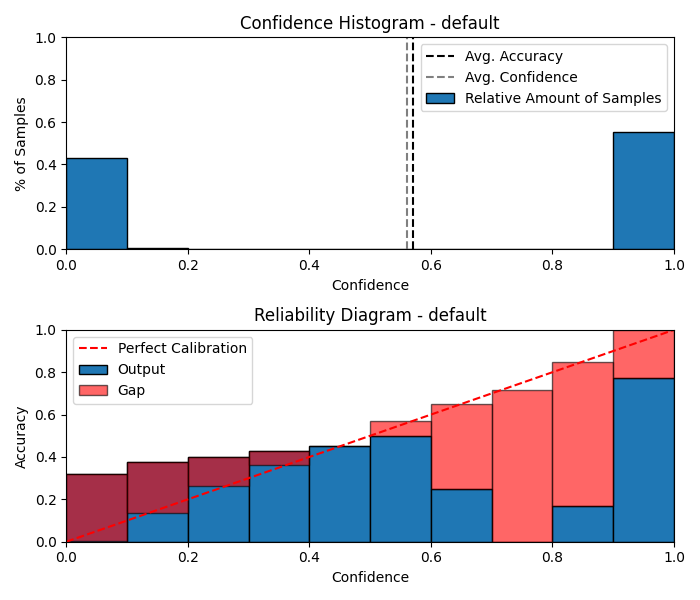 Confidence Histogram - default
1.0
0.8
0.6
0.4
0.2
0.0
% of Samples
Avg. Accuracy
Avg. Confidence
Relative Amount of Samples
0.0 0.2 0.4 0.6 0.8 1.0
Confidence
Reliability Diagram - default
1.0
0.8
0.6
0.4
0.2
0.0
Accuracy
Perfect Calibration
Output
Gap
0.0 0.2 0.4 0.6 0.8 1.0
Confidence